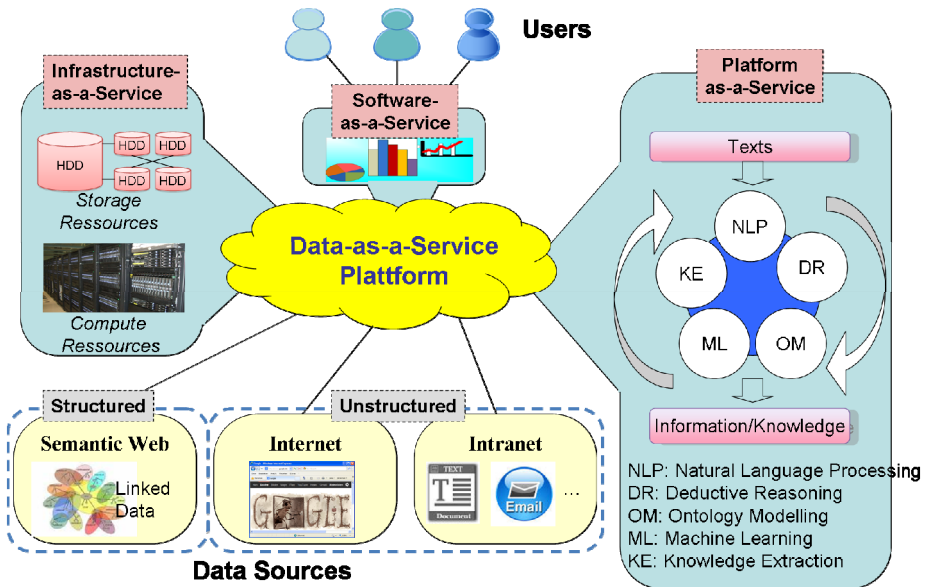 Users
Infrastructure-
as-a-Service
HDD
HDD
HDD
HDD
HDD
Storage
Ressources
Compute
Ressources
Software-
as-a-Service
Data-as-a-Service
Plattform
Platform
as-a-Service
Texts
NLP
KE
DR
ML
OM
Information/Knowledge
NLP: Natural Language Processing
DR: Deductive Reasoning
OM: Ontology Modelling
ML: Machine Learning
KE: Knowledge Extraction
Structured
Semantic Web
Linked
Data
Unstructured
Internet
Intranet
TEXT
T
Document
Email
...
Data Sources